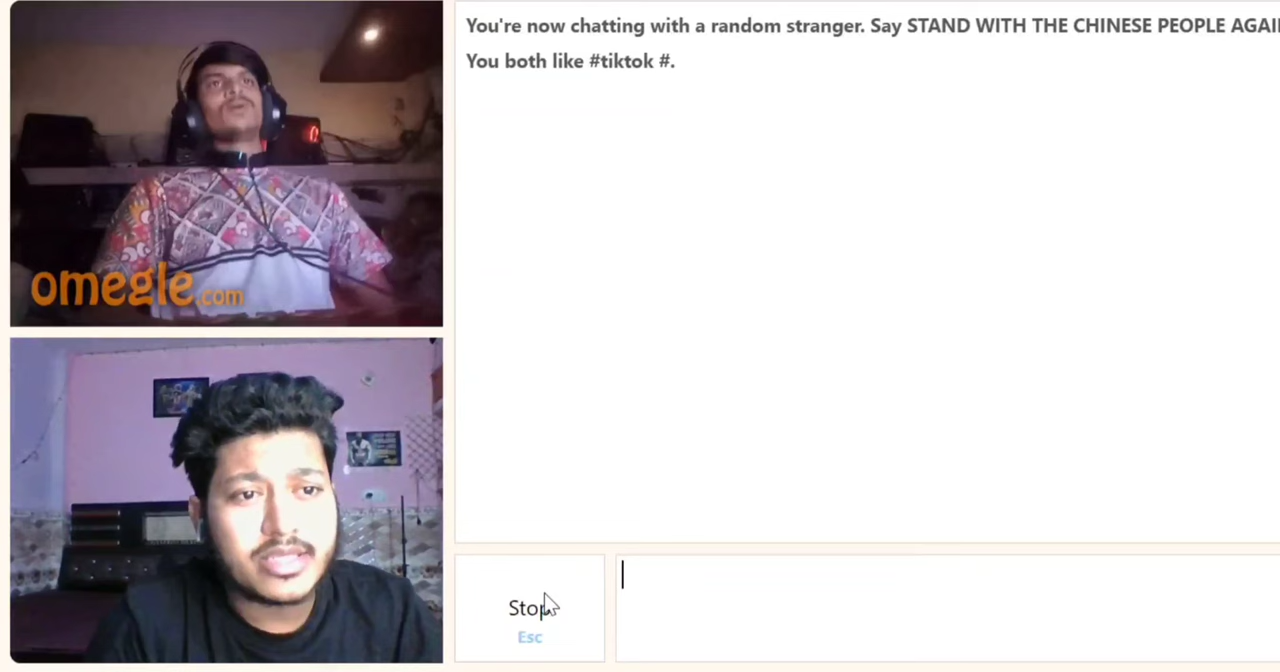 You're now chatting with a random stranger. Say STAND WITH THE CHINESE PEOPLE
You both like #tiktok #.
omegle.com
Stop
Esc